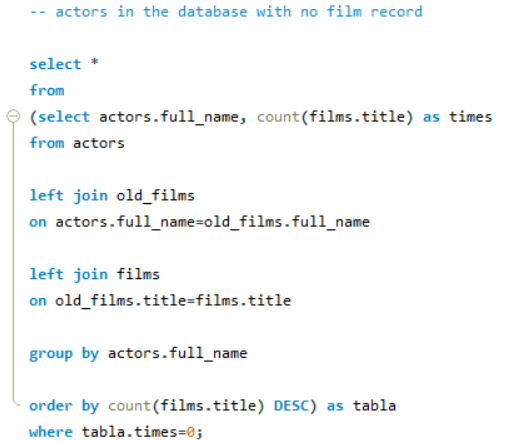 -- actors in the database with no film record
select *
from
(select actors.full_name, count(films.title) as times
from actors
left join old_films
on actors.full_name=old_films.full_name
left join films
on old_films.title=films.title
group by actors.full_name
order by count(films.title) DESC) as tabla
where tabla.times=0;